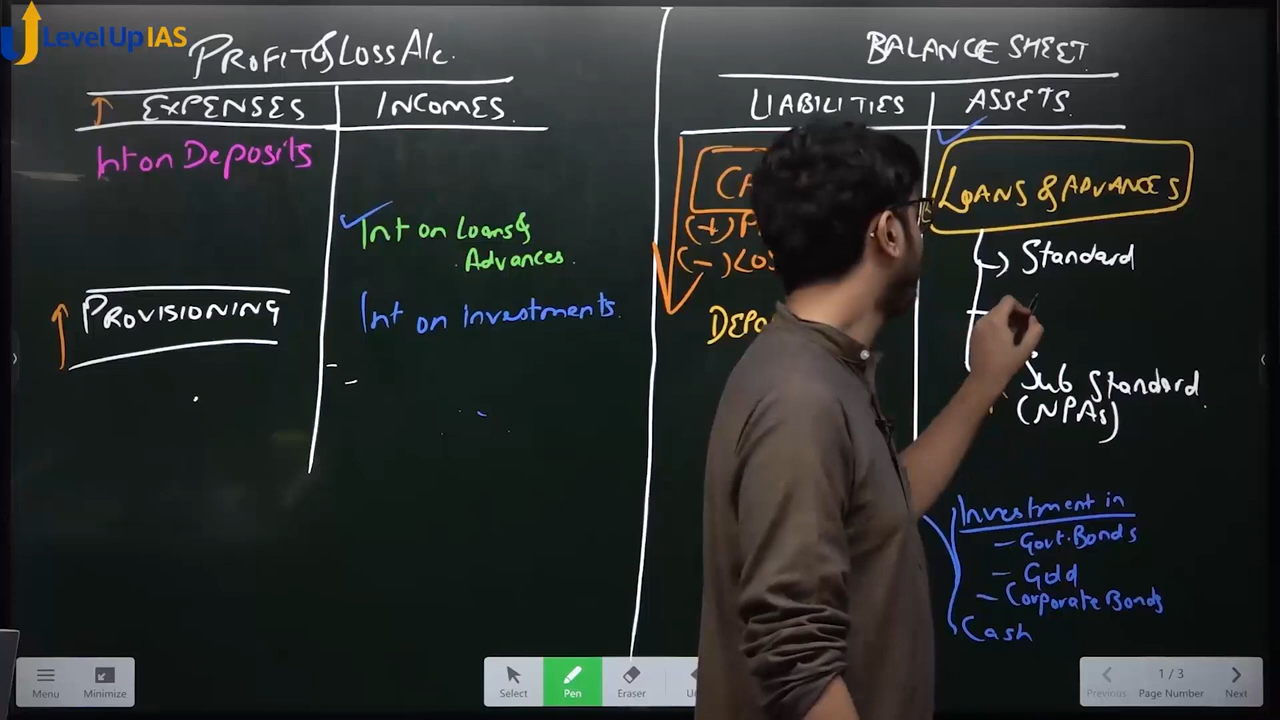 Level Up IAS
PROFIT & LOSS A/c.
EXPENSES
INCOMES
Int on Deposits
Int on Loans &
Advances
PROVISIONING
Int on Investments
BALANCE SHEET
LIABILITIES
ASSETS
(+)
(-)
LOANS & ADVANCES
Standard
Sub Standard
(NPAs)
Investment in
- Govt. Bonds
- Gold
- Corporate Bonds
Cash
Menu
Minimize
Select
Pen
Eraser
1/3
Previous
Page Number
Next